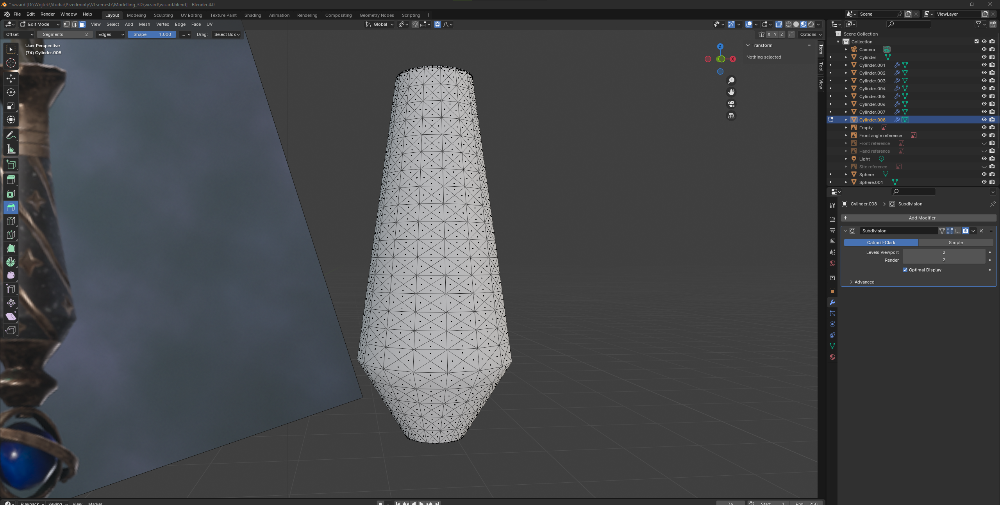 * wizard [D:\Wojtek\Studia\Przedmioty\VI semestr\Modelling_3D\wizard\wizard.blend] - Blender 4.0
File Edit Render Window Help Layout Modeling Sculpting UV Editing Texture Paint Shading Animation Rendering Compositing Geometry Nodes Scripting + Scene ViewLayer
Edit Mode View Select Add Mesh Vertex Edge Face UV Global
Offset Segments 2 Edges Shape 1.000 ... Drag: Select Box X Y Z Options
User Perspective
(74) Cylinder.008
Z
X
Transform
Nothing selected
Item
Tool
View
Scene Collection
Collection
Camera
Cylinder
Cylinder.001
Cylinder.002
Cylinder.003
Cylinder.004
Cylinder.005
Cylinder.006
Cylinder.007
Cylinder.008
Empty
Front angle reference
Front reference
Hand reference
Light
Site reference
Sphere
Sphere.001
Cylinder.008 > Subdivision
+ Add Modifier
Subdivision
Catmull-Clark Simple
Levels Viewport 2
Render 2
Optimal Display
Advanced
Playback Keying View Marker 74 Start 1 End 250